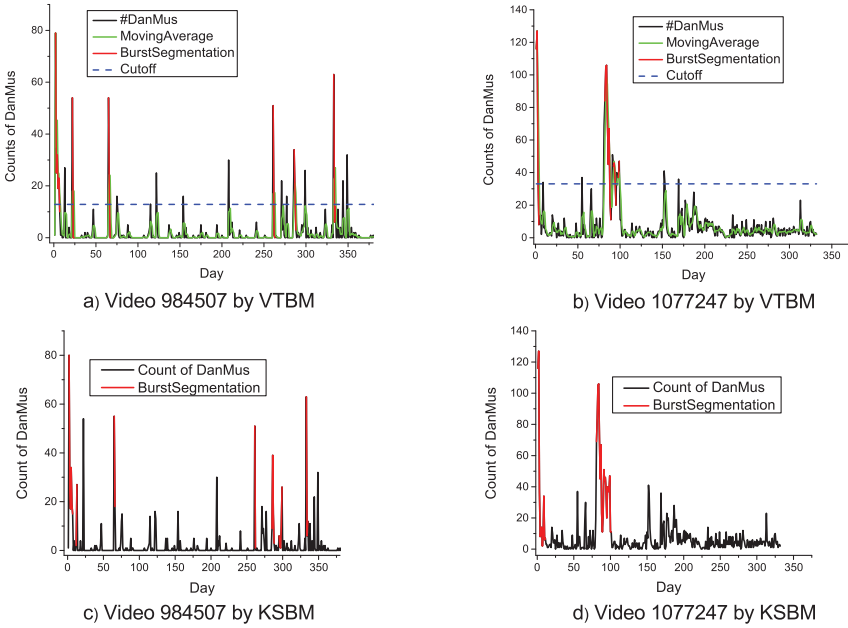 #DanMus
MovingAverage
BurstSegmentation
Cutoff
Counts of DanMus
80
60
40
20
0
0 50 100 150 200 250 300 350
Day
a) Video 984507 by VTBM
#DanMus
MovingAverage
BurstSegmentation
Cutoff
Counts of DanMus
140
120
100
80
60
40
20
0
0 50 100 150 200 250 300 350
Day
b) Video 1077247 by VTBM
Count of DanMus
BurstSegmentation
Count of DanMus
80
60
40
20
0
0 50 100 150 200 250 300 350
Day
c) Video 984507 by KSBM
Count of DanMus
BurstSegmentation
Count of DanMus
140
120
100
80
60
40
20
0
0 50 100 150 200 250 300 350
Day
d) Video 1077247 by KSBM